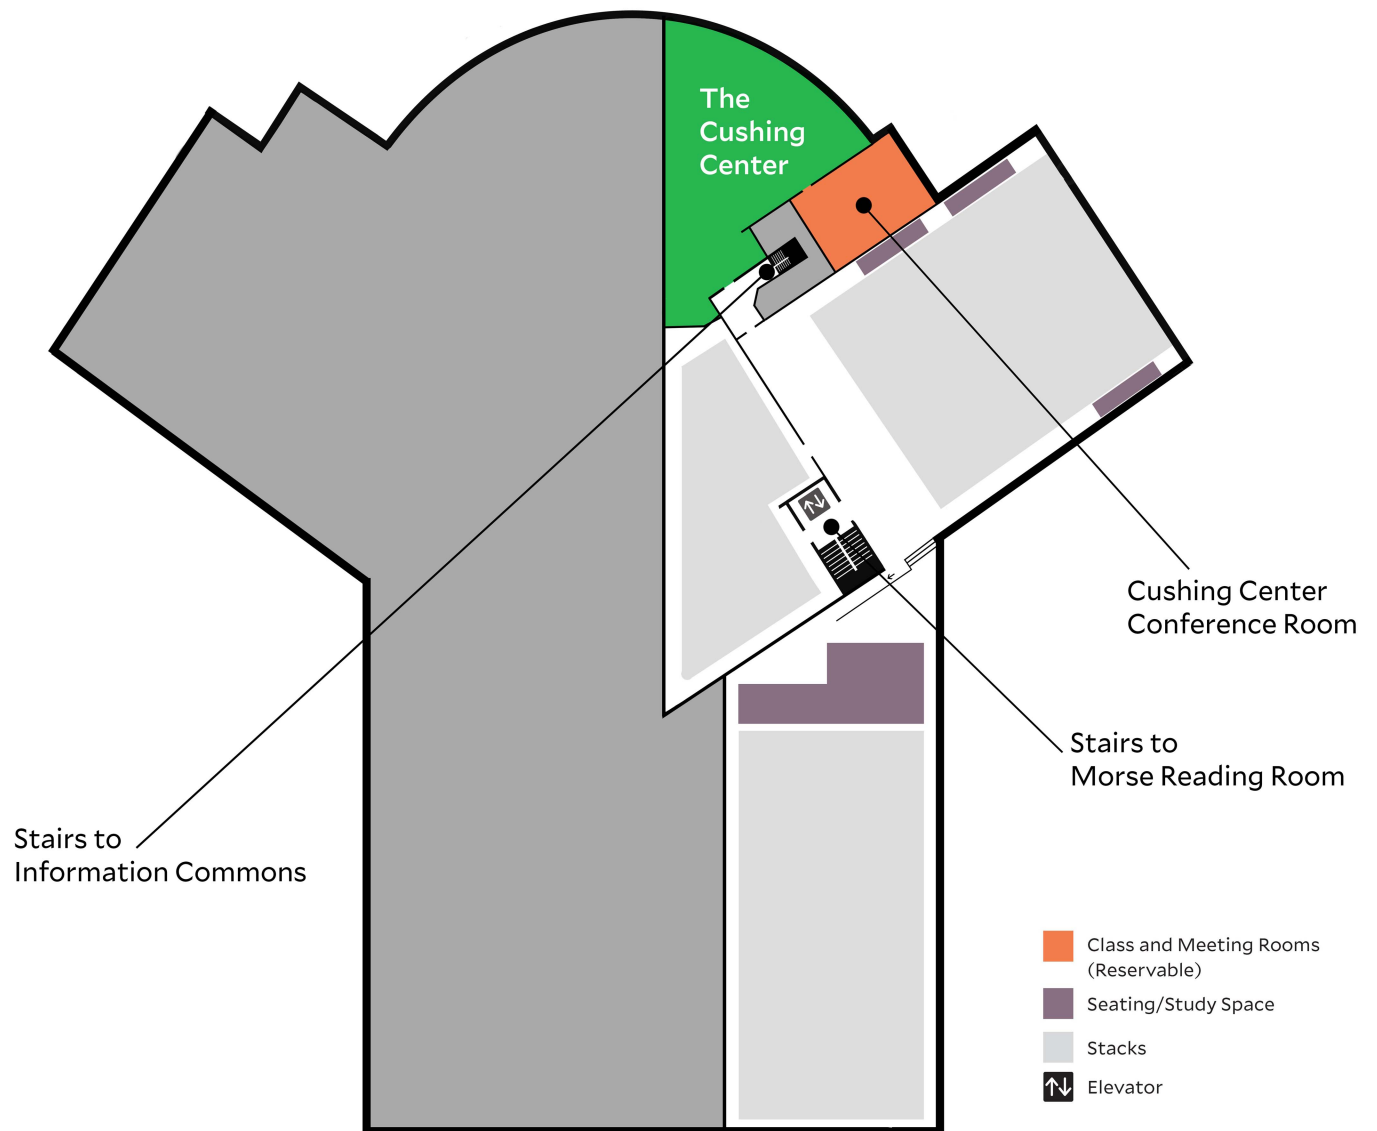 The
Cushing
Center
Cushing Center
Conference Room
Stairs to
Morse Reading Room
Stairs to
Information Commons
Class and Meeting Rooms
(Reservable)
Seating/Study Space
Stacks
Elevator